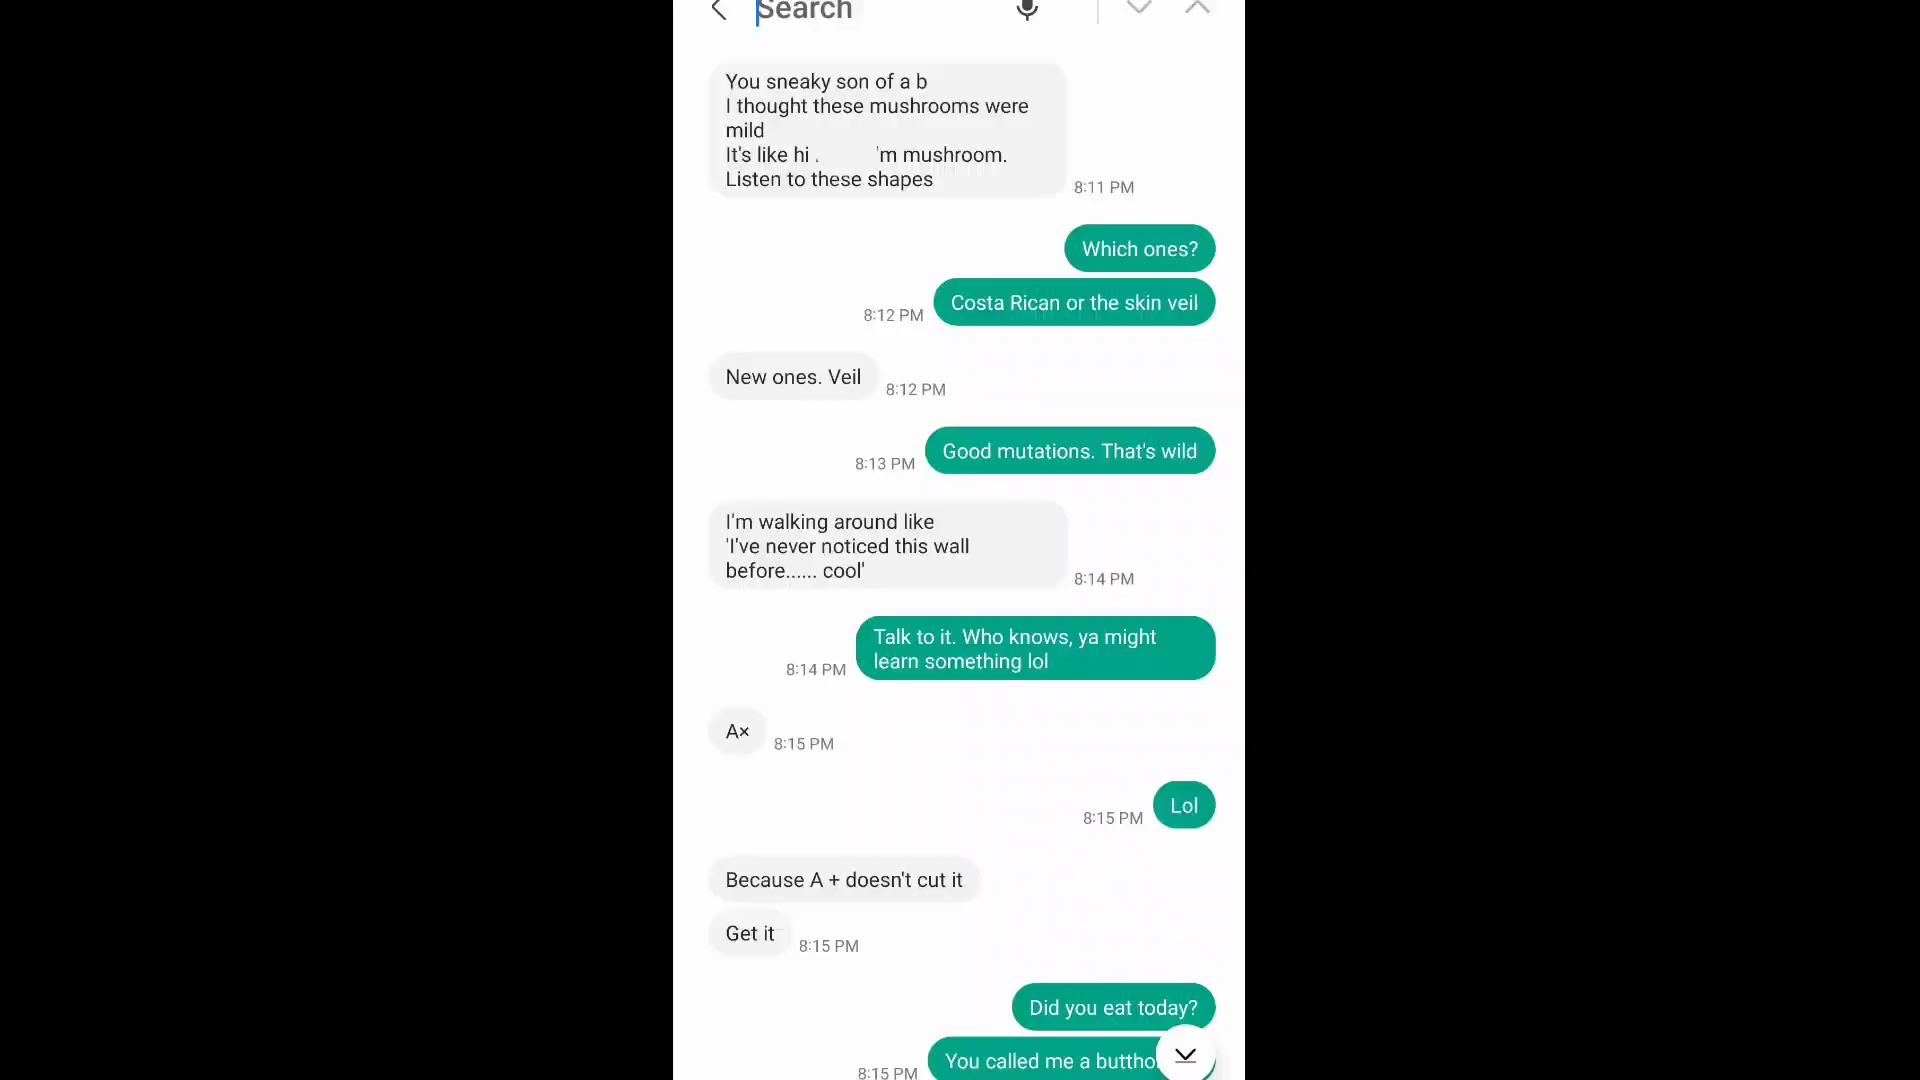 Search
You sneaky son of a b
I thought these mushrooms were
mild
It's like hi . 'm mushroom.
Listen to these shapes
8:11 PM
Which ones?
Costa Rican or the skin veil
8:12 PM
New ones. Veil
8:12 PM
Good mutations. That's wild
8:13 PM
I'm walking around like
'I've never noticed this wall
before...... cool'
8:14 PM
Talk to it. Who knows, ya might
learn something lol
8:14 PM
A×
8:15 PM
Lol
8:15 PM
Because A + doesn't cut it
Get it
8:15 PM
Did you eat today?
You called me a buttho
8:15 PM